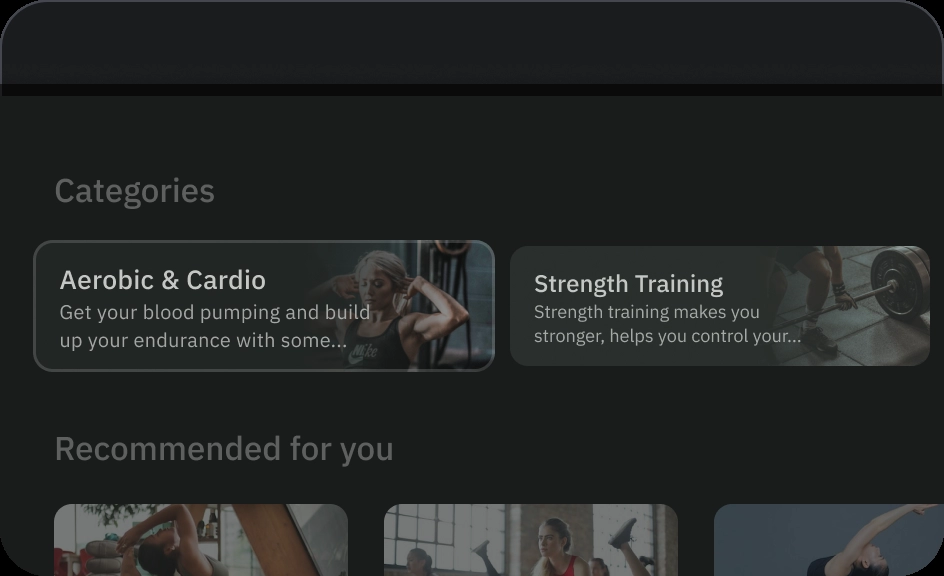 Categories
Aerobic & Cardio
Get your blood pumping and build
up your endurance with some...
Strength Training
Strength training makes you
stronger, helps you control your...
Recommended for you